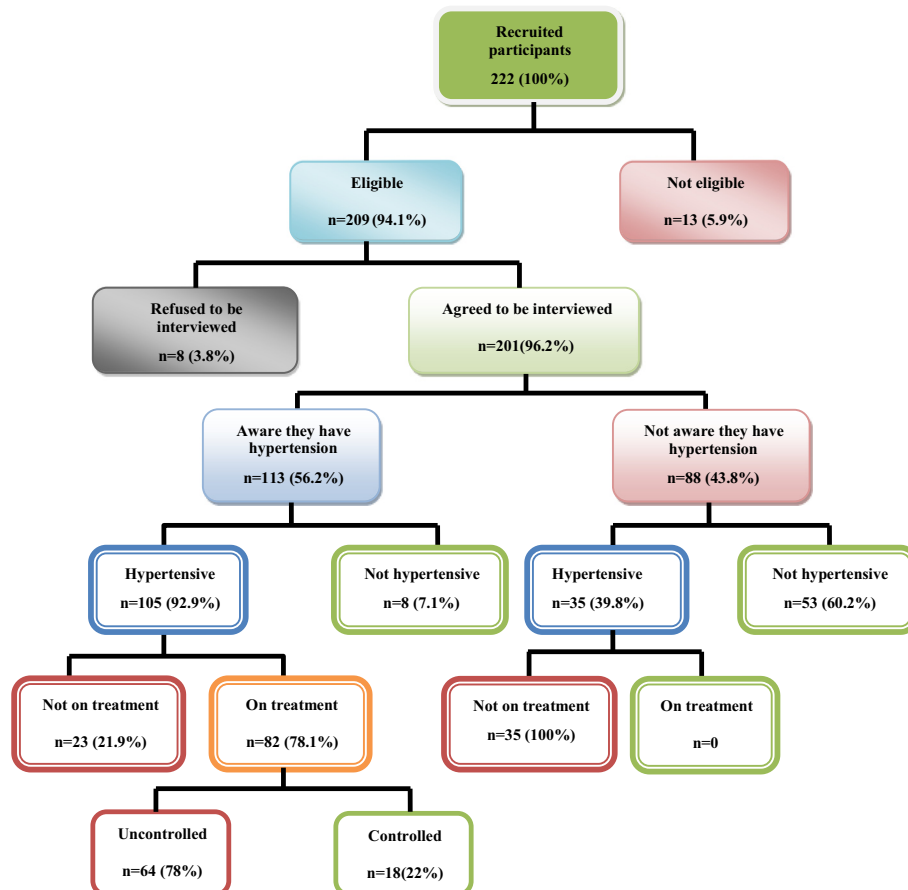 Recruited
participants
222 (100%)
Eligible
n=209 (94.1%)
Not eligible
n=13 (5.9%)
Refused to be
interviewed
n=8 (3.8%)
Agreed to be interviewed
n=201(96.2%)
Aware they have
hypertension
n=113 (56.2%)
Not aware they have
hypertension
n=88 (43.8%)
Hypertensive
n=105 (92.9%)
Not hypertensive
n=8 (7.1%)
Hypertensive
n=35 (39.8%)
Not hypertensive
n=53 (60.2%)
Not on treatment
n=23 (21.9%)
On treatment
n=82 (78.1%)
Not on treatment
n=35 (100%)
On treatment
n=0
Uncontrolled
n=64 (78%)
Controlled
n=18(22%)